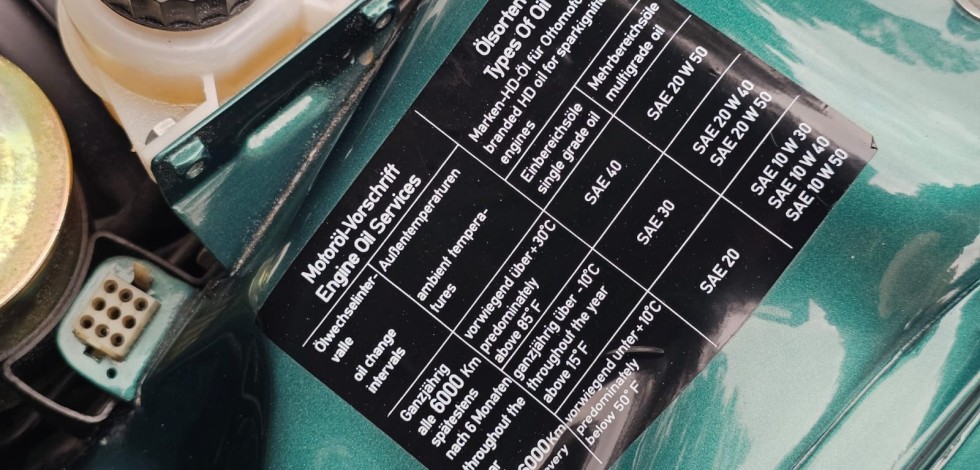 Motoröl-Vorschrift
Engine Oil Services
Ölsorten
Types Of Oil
Ölwechselinter-
valle
oil change
intervals
Außentemperaturen
ambient tempera-
tures
Marken-HD-Öl für
branded HD oil for
engines
Einbereichsöle
single grade oil
Mehrbereichsöle
multigrade oil
Ganzjährig
alle 6000 Km
spätestens
nach 6 Monaten
throughout the
vorwiegend über +30°C
predominately
above 85° F
SAE 40
SAE 20 W 50
ganzjährig über -10°C
throughout the year
above 15° F
SAE 30
SAE 20 W 40
SAE 20 W 50
vorwiegend unter +10°C
predominately
below 50° F
SAE 20
SAE 10 W 30
SAE 10 W 40
SAE 10 W 50